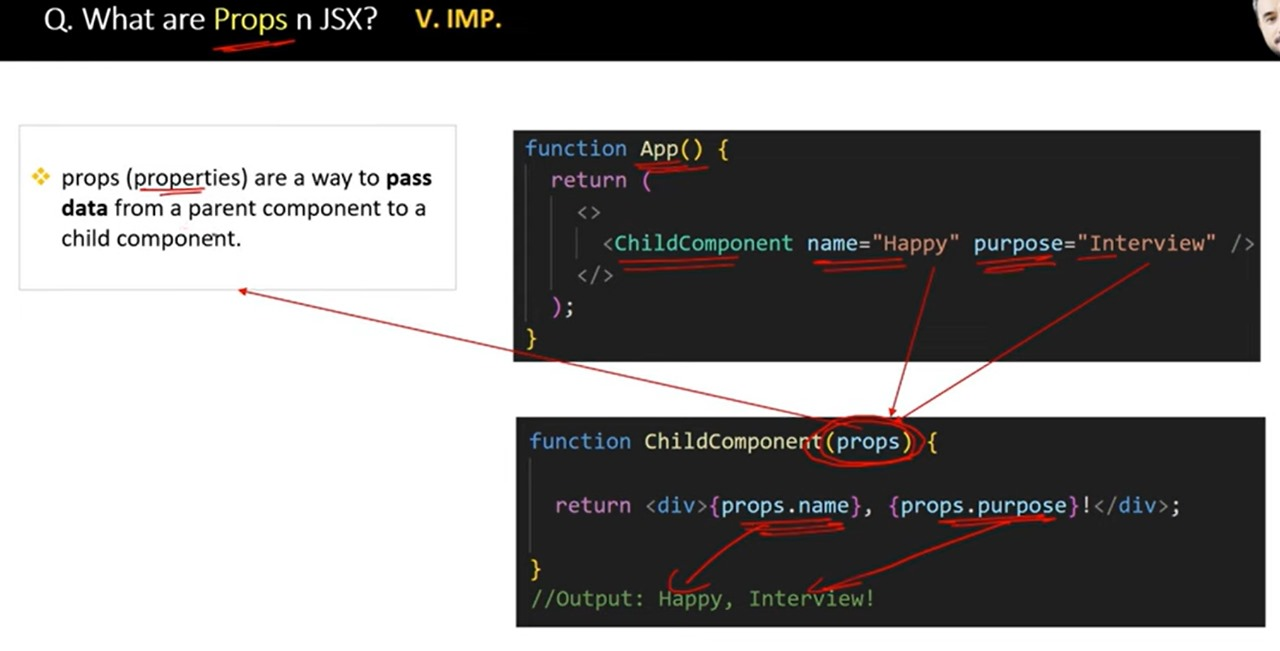 Q. What are Props n JSX? V. IMP.
props (properties) are a way to pass
data from a parent component to a
child component.
function App() {
return (
<>
<ChildComponent name="Happy" purpose="Interview" />
</>
);
}
function ChildComponent(props) {
return <div>{props.name}, {props.purpose}!</div>;
}
//Output: Happy, Interview!